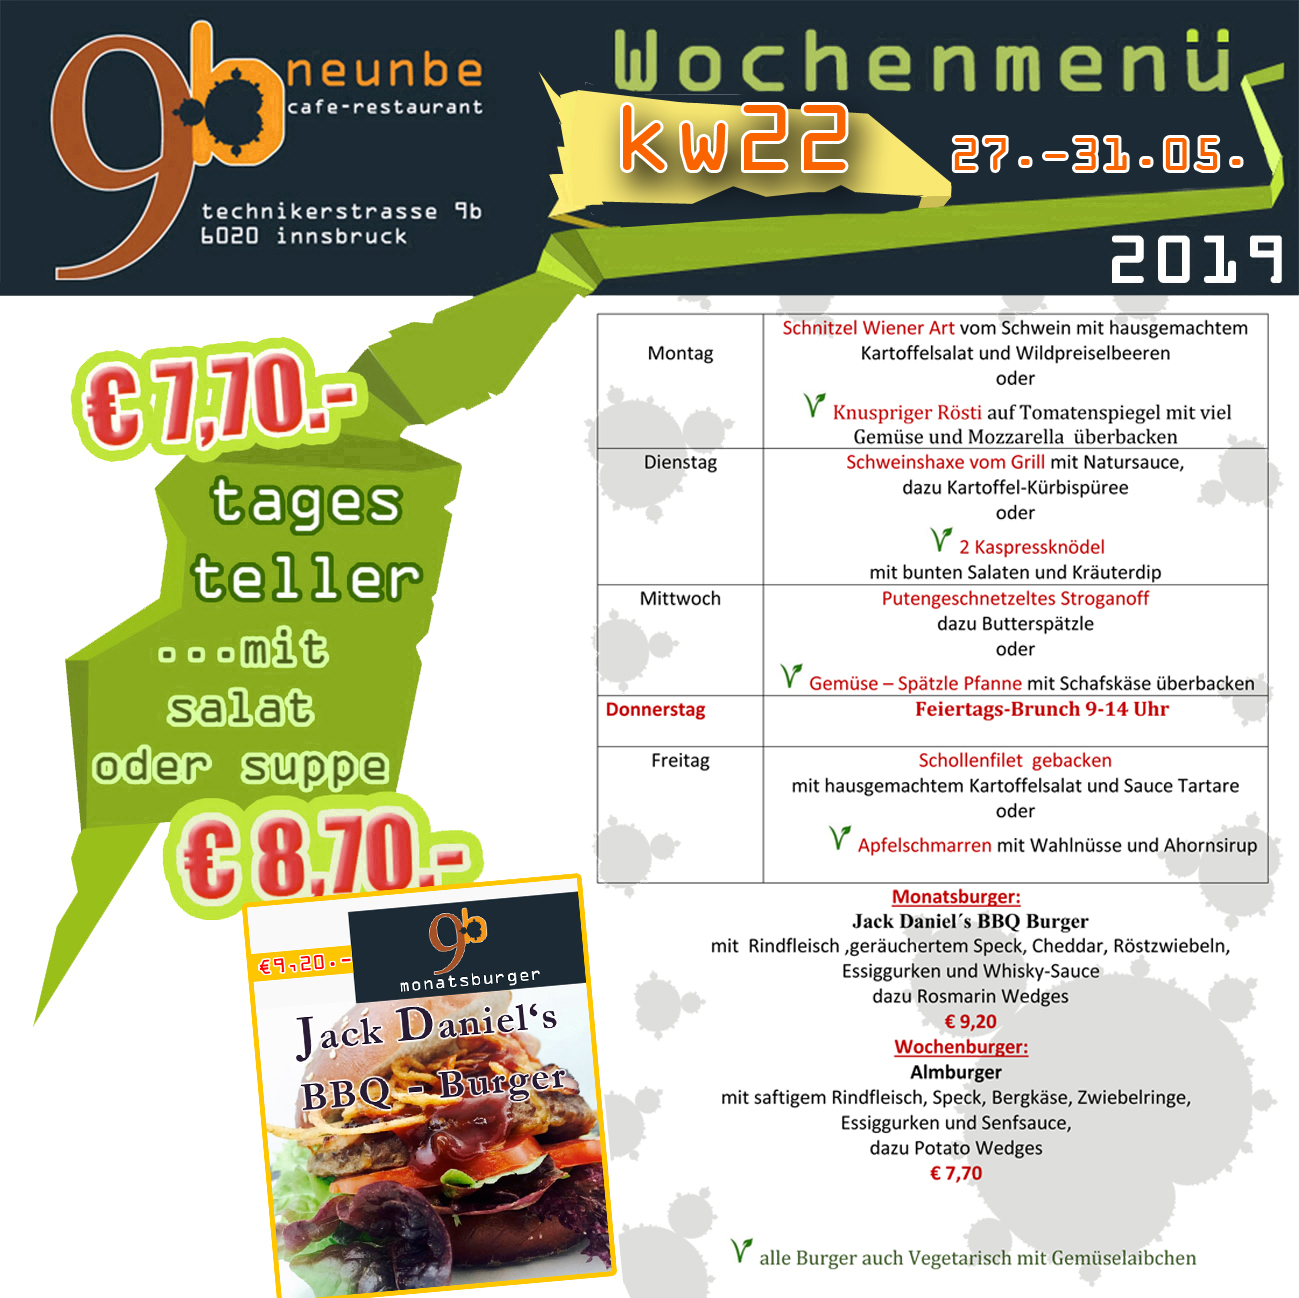 9b neunbe
cafe-restaurant
technikerstrasse 9b
6020 innsbruck
Wochenmenü
kw22
27.-31.05.
2019
€ 7,70.-
tages
teller
...mit
salat
oder suppe
€ 8,70.-
Montag
Schnitzel Wiener Art vom Schwein mit hausgemachtem
Kartoffelsalat und Wildpreiselbeeren
oder
Knuspriger Rösti auf Tomatenspiegel mit viel
Gemüse und Mozzarella überbacken
Dienstag
Schweinshaxe vom Grill mit Natursauce,
dazu Kartoffel-Kürbispüree
oder
2 Kaspressknödel
mit bunten Salaten und Kräuterdip
Mittwoch
Putengeschnetzeltes Stroganoff
dazu Butterspätzle
oder
Gemüse – Spätzle Pfanne mit Schafskäse überbacken
Donnerstag
Feiertags-Brunch 9-14 Uhr
Freitag
Schollenfilet gebacken
mit hausgemachtem Kartoffelsalat und Sauce Tartare
oder
Apfelschmarren mit Wahlnüsse und Ahornsirup
Monatsburger:
Jack Daniel´s BBQ Burger
mit Rindfleisch ,geräuchertem Speck, Cheddar, Röstzwiebeln,
Essiggurken und Whisky-Sauce
dazu Rosmarin Wedges
€ 9,20
Wochenburger:
Almburger
mit saftigem Rindfleisch, Speck, Bergkäse, Zwiebelringe,
Essiggurken und Senfsauce,
dazu Potato Wedges
€ 7,70
alle Burger auch Vegetarisch mit Gemüselaibchen
9b
monatsburger
€9,20.-
Jack Daniel‘s
BBQ - Burger